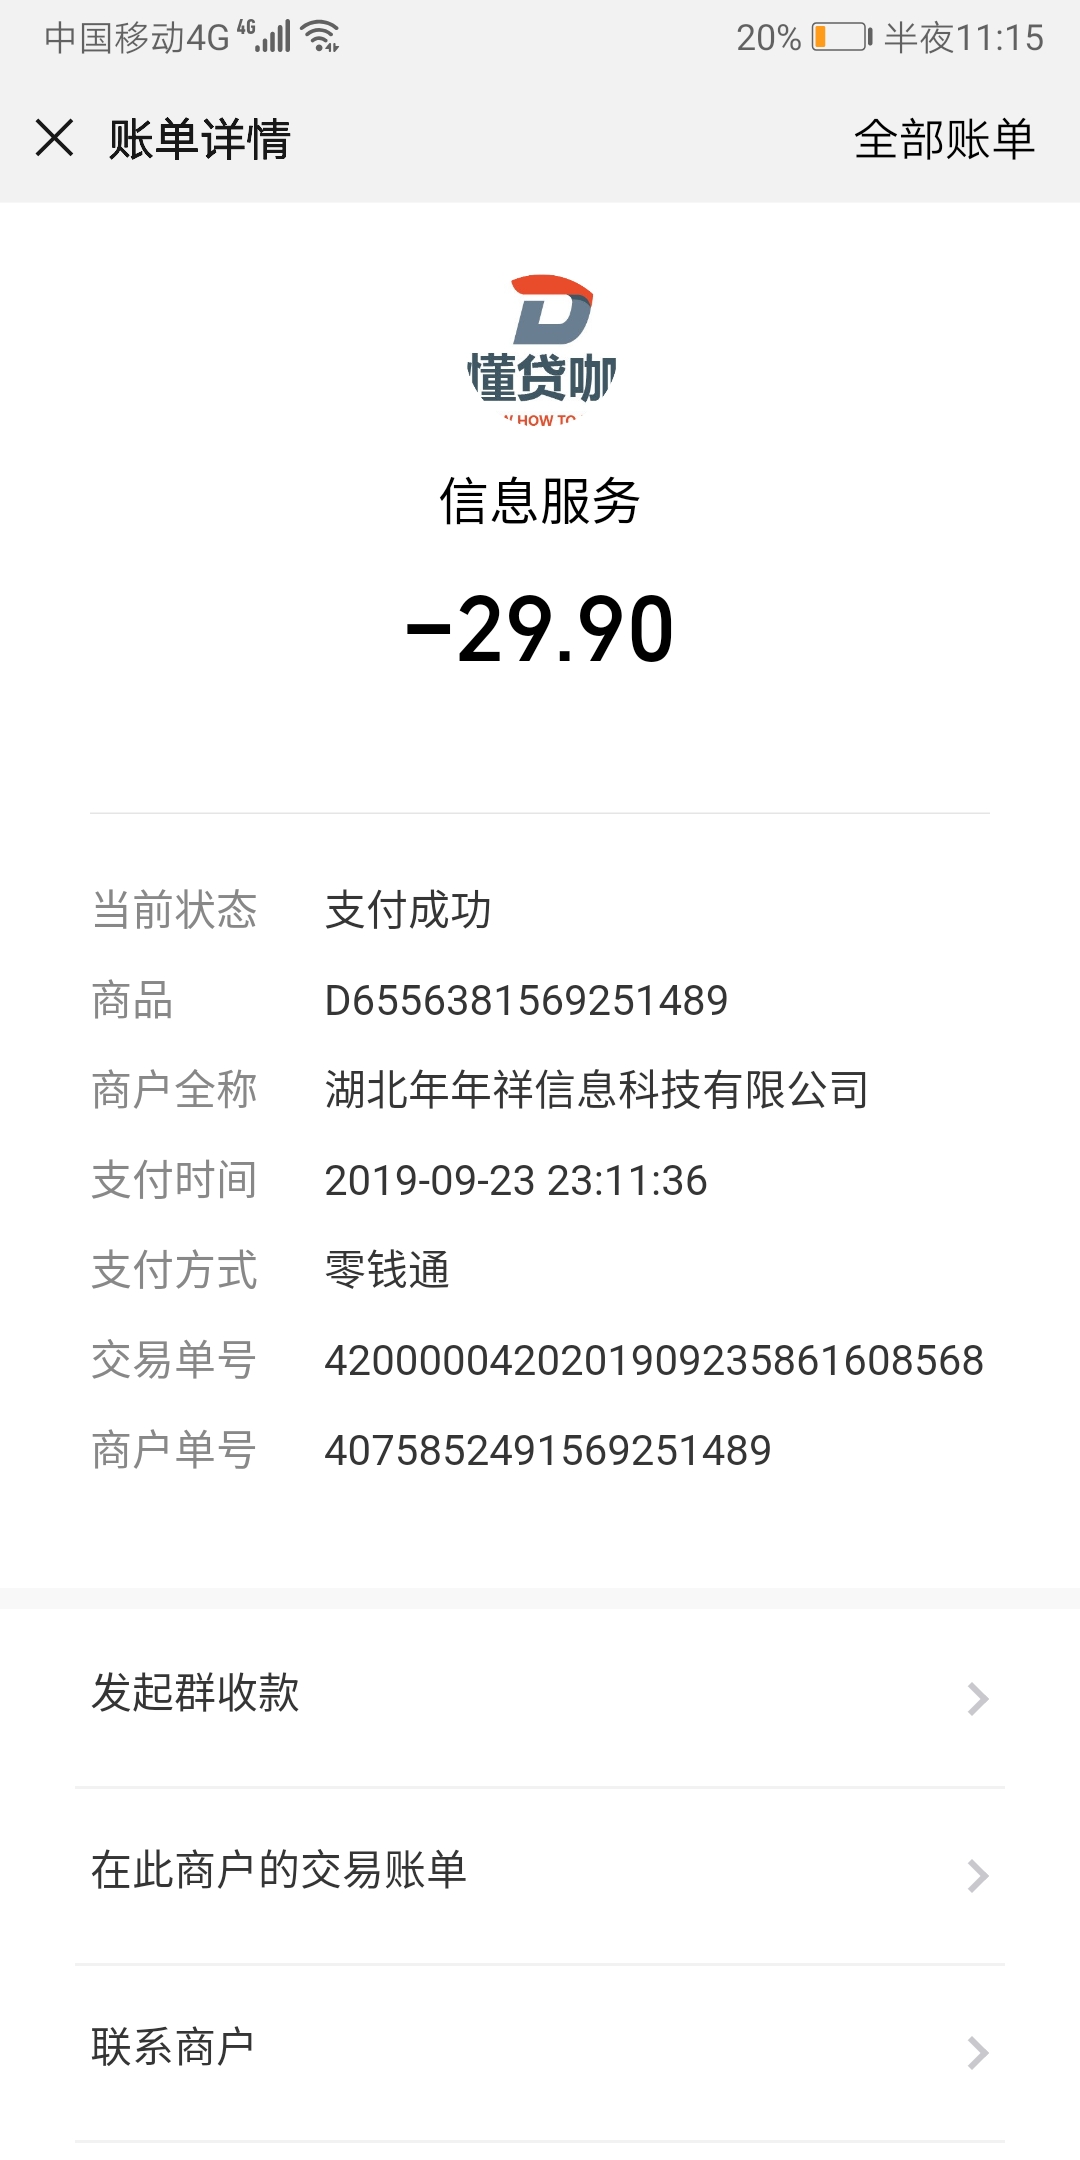 中国移动4G 4G 20% 半夜11:15
账单详情 全部账单
懂贷咖
HOW TO
信息服务
-29.90
当前状态 支付成功
商品 D6556381569251489
商户全称 湖北年年祥信息科技有限公司
支付时间 2019-09-23 23:11:36
支付方式 零钱通
交易单号 4200000420201909235861608568
商户单号 4075852491569251489
发起群收款
在此商户的交易账单
联系商户